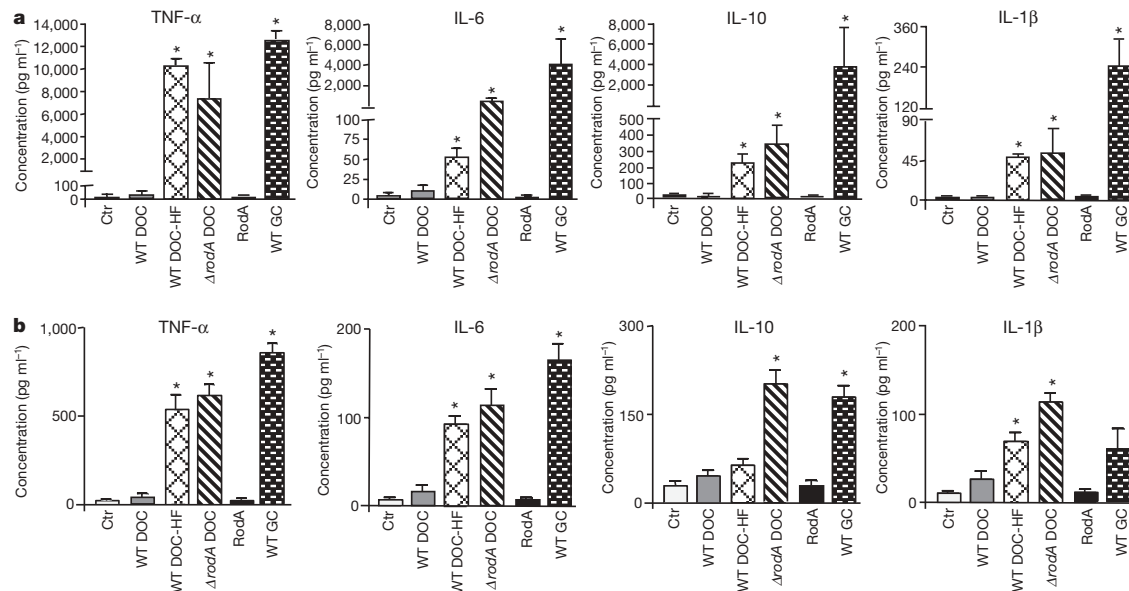 a
TNF-α
Concentration (pg ml⁻¹)
14,000
12,000
10,000
8,000
6,000
4,000
2,000
100
0
Ctr
WT DOC
WT DOC-HF
ΔrodA DOC
RodA
WT GC
*
*
*
IL-6
Concentration (pg ml⁻¹)
8,000
6,000
4,000
2,000
100
75
50
25
0
Ctr
WT DOC
WT DOC-HF
ΔrodA DOC
RodA
WT GC
*
*
*
IL-10
Concentration (pg ml⁻¹)
8,000
6,000
4,000
2,000
500
400
300
200
100
0
Ctr
WT DOC
WT DOC-HF
ΔrodA DOC
RodA
WT GC
*
*
*
IL-1β
Concentration (pg ml⁻¹)
360
240
120
90
45
0
Ctr
WT DOC
WT DOC-HF
ΔrodA DOC
RodA
WT GC
*
*
*
b
TNF-α
Concentration (pg ml⁻¹)
1,000
500
0
Ctr
WT DOC
WT DOC-HF
ΔrodA DOC
RodA
WT GC
*
*
*
IL-6
Concentration (pg ml⁻¹)
200
100
0
Ctr
WT DOC
WT DOC-HF
ΔrodA DOC
RodA
WT GC
*
*
*
IL-10
Concentration (pg ml⁻¹)
300
150
0
Ctr
WT DOC
WT DOC-HF
ΔrodA DOC
RodA
WT GC
*
*
IL-1β
Concentration (pg ml⁻¹)
200
100
0
Ctr
WT DOC
WT DOC-HF
ΔrodA DOC
RodA
WT GC
*
*